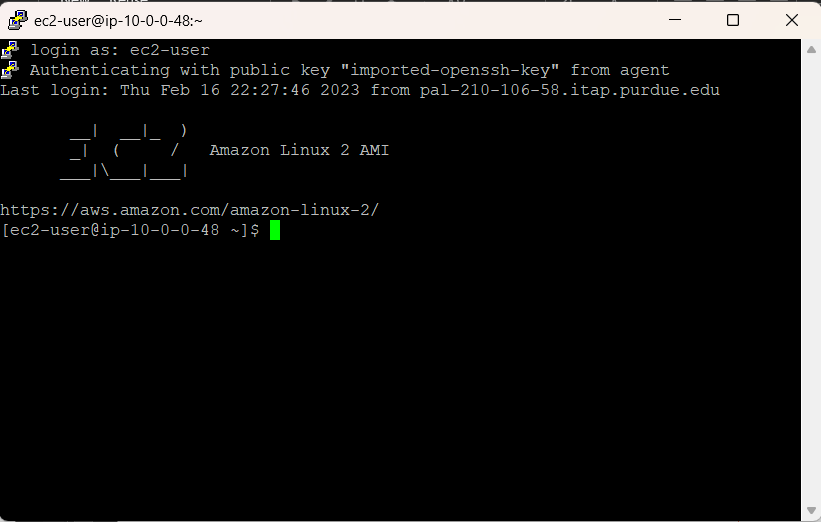 ec2-user@ip-10-0-0-48:~
login as: ec2-user
Authenticating with public key "imported-openssh-key" from agent
Last login: Thu Feb 16 22:27:46 2023 from pal-210-106-58.itap.purdue.edu
       __|  __|_  )
       _|  (     /   Amazon Linux 2 AMI
      ___|\___|___|
https://aws.amazon.com/amazon-linux-2/
[ec2-user@ip-10-0-0-48 ~]$